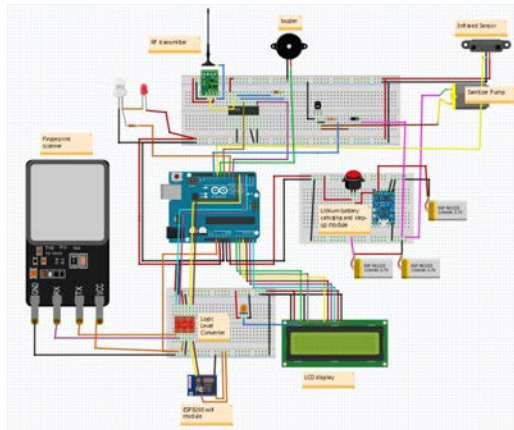 RF transmitter
buzzer
Infrared Sensor
Sanitizer Pump
Fingerprint
scanner
Lithium battery
charging and step-
up module
GND
RX
TX
VCC
Logic
Level
Converter
LCD display
ESP8266 wifi
module